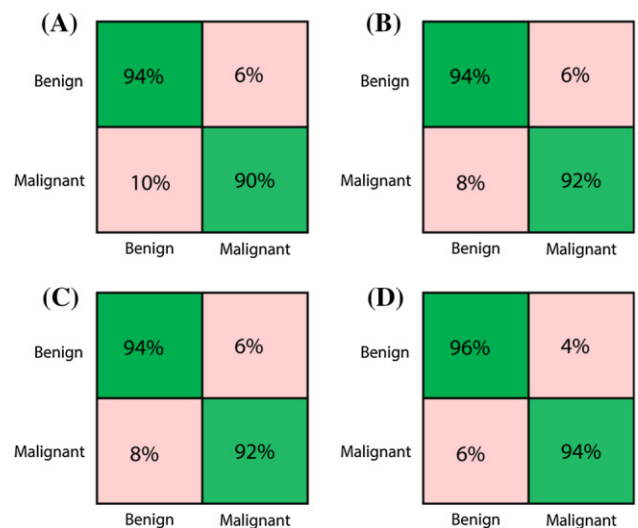 (A)
Benign 94% 6%
Malignant 10% 90%
Benign Malignant
(B)
Benign 94% 6%
Malignant 8% 92%
Benign Malignant
(C)
Benign 94% 6%
Malignant 8% 92%
Benign Malignant
(D)
Benign 96% 4%
Malignant 6% 94%
Benign Malignant